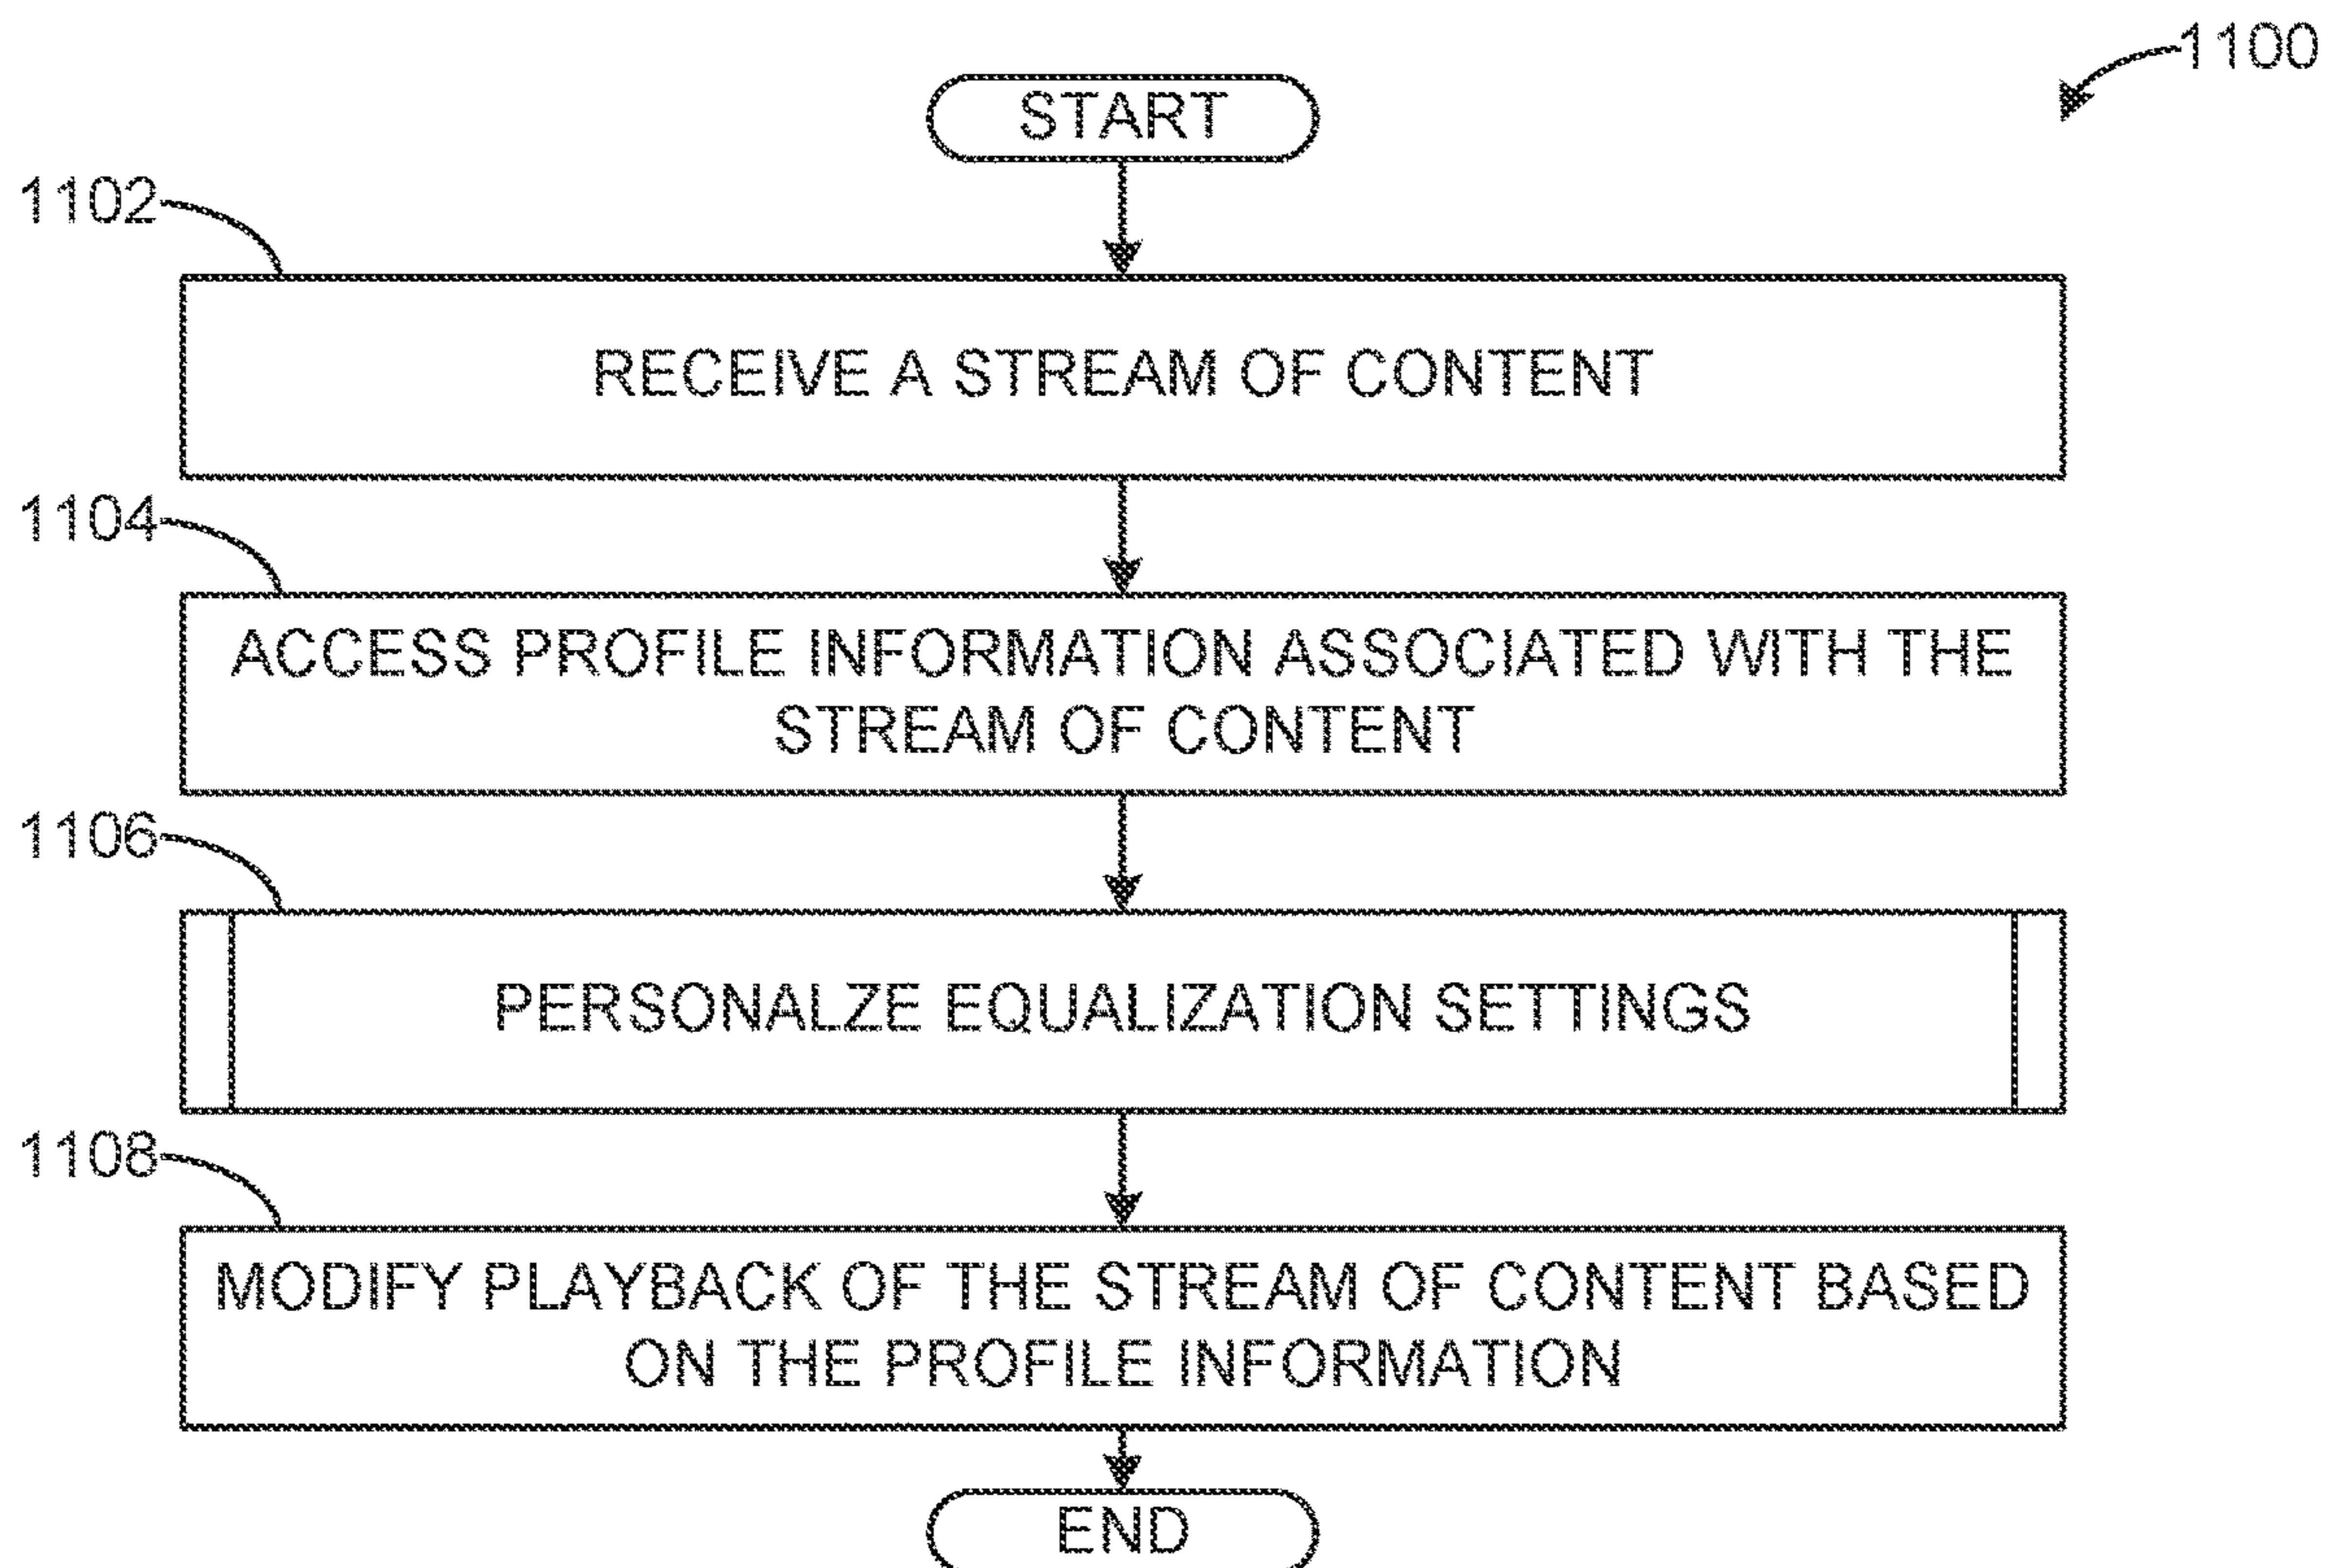 1100
START
1102
RECEIVE A STREAM OF CONTENT
1104
ACCESS PROFILE INFORMATION ASSOCIATED WITH THE
STREAM OF CONTENT
1106
PERSONALZE EQUALIZATION SETTINGS
1108
MODIFY PLAYBACK OF THE STREAM OF CONTENT BASED
ON THE PROFILE INFORMATION
END